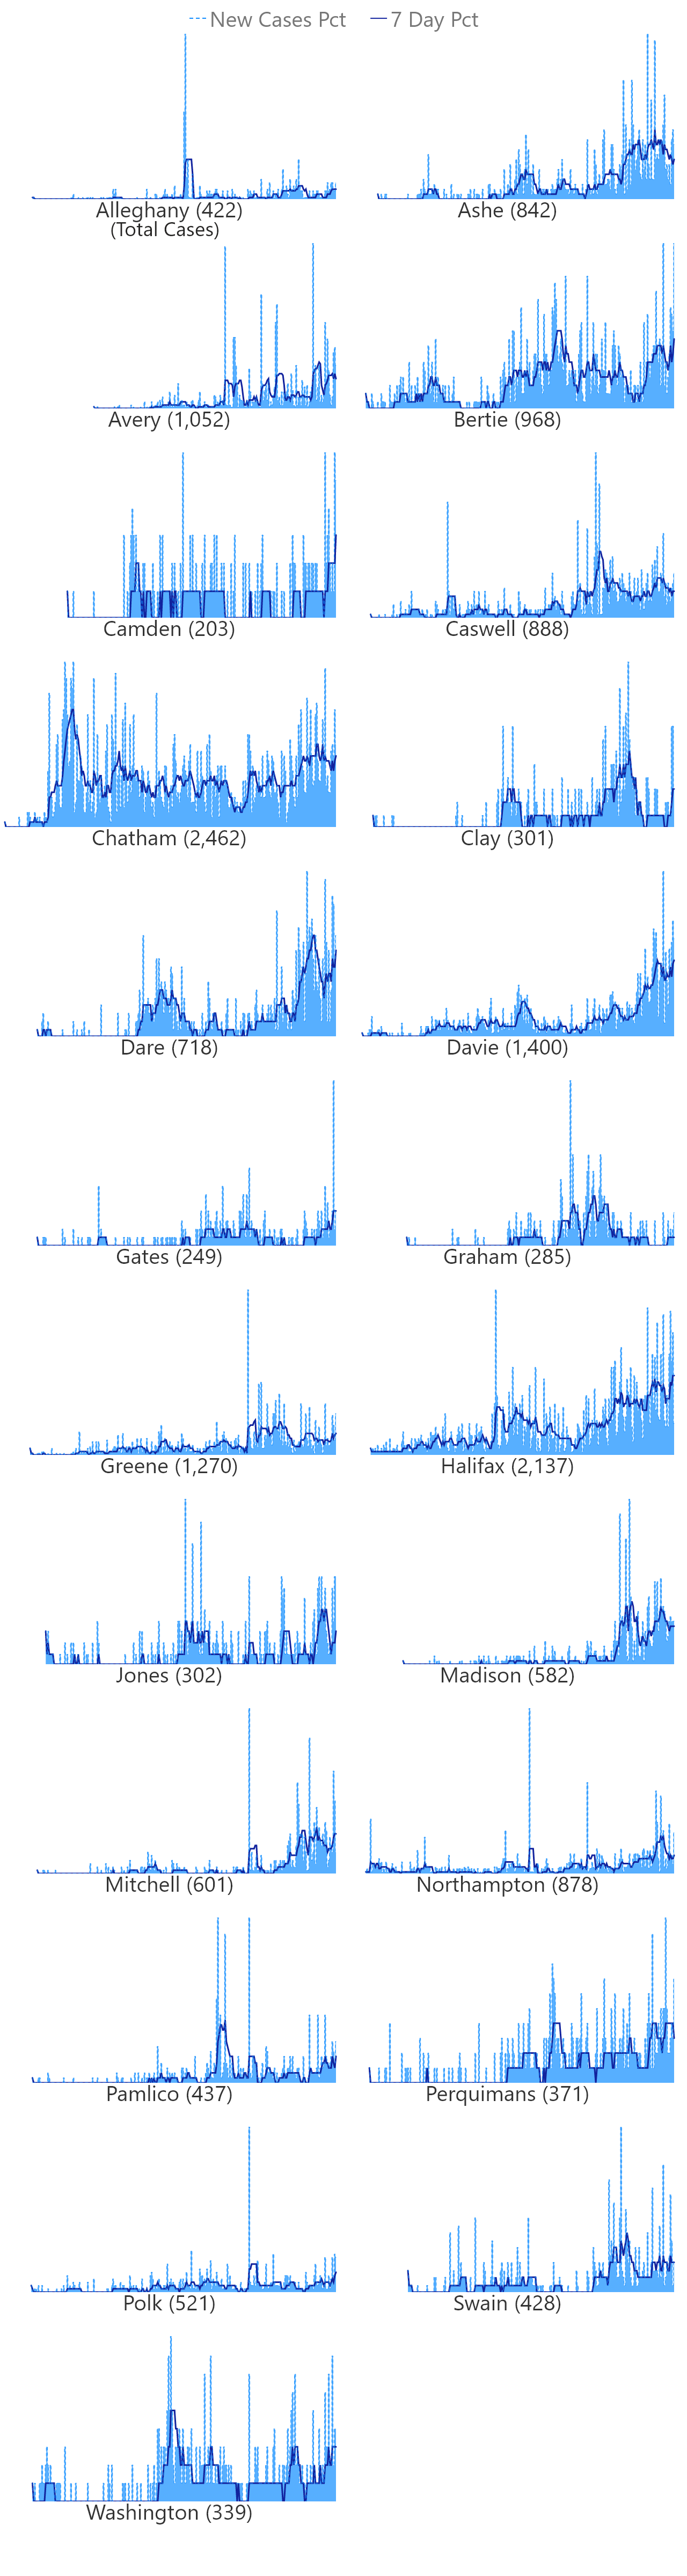 New Cases Pct 7 Day Pct
Alleghany (422) Ashe (842)
(Total Cases)
Avery (1,052) Bertie (968)
Camden (203) Caswell (888)
Chatham (2,462) Clay (301)
Dare (718) Davie (1,400)
Gates (249) Graham (285)
Greene (1,270) Halifax (2,137)
Jones (302) Madison (582)
Mitchell (601) Northampton (878)
Pamlico (437) Perquimans (371)
Polk (521) Swain (428)
Washington (339)